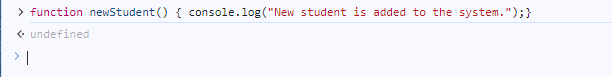 function newStudent() { console.log("New student is added to the system.");}
undefined